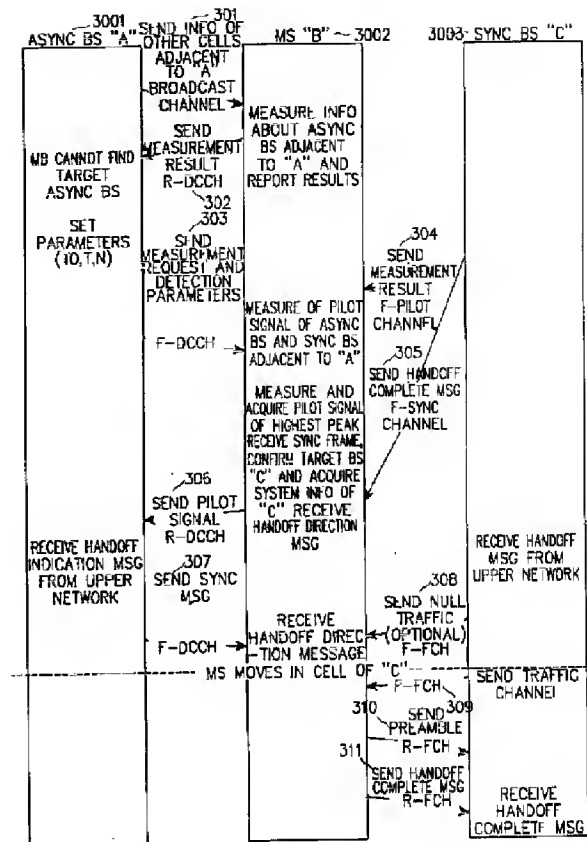 301
ASYNC BS "A"
3001
SEND INFO OF
OTHER CELLS
ADJACENT
TO "A"
BROADCAST
CHANNEL
MS "B"
3002
3003
SYNC BS "C"
MEASURE INFO
ABOUT ASYNC
BS ADJACENT
TO "A" AND
REPORT RESULTS
SEND
MEASUREMENT
RESULT
R-DCCH
302
MB CANNOT FIND
TARGET
ASYNC BS
SET
PARAMETERS
(T,N)
303
SEND
MEASUREMENT
REQUEST AND
DETECTION
PARAMETERS
F-DCCH
304
SEND
MEASUREMENT
RESULT
F-PILOT
CHANNEL
MEASURE OF PILOT
SIGNAL OF ASYNC
BS AND SYNC BS
ADJACENT TO "A"
305
SEND HANDOFF
COMPLETE MSG
F-SYNC
CHANNEL
MEASURE AND
ACQUIRE PILOT SIGNAL
OF HIGHEST PEAK
RECEIVE SYNC FRAME,
CONFIRM TARGET BS
"C" AND ACQUIRE
SYSTEM INFO OF
"C" RECEIVE
HANDOFF DIRECTION
MSG
306
SEND PILOT
SIGNAL
R-DCCH
RECEIVE HANDOFF
INDICATION MSG
FROM UPPER
NETWORK
307
SEND SYNC
MSG
F-DCCH
RECEIVE HANDOFF
MSG FROM
UPPER NETWORK
308
SEND NULL
TRAFFIC
(OPTIONAL)
F-FCH
RECEIVE
HANDOFF DIREC
-TION MESSAGE
MS MOVES IN CELL OF "C"
SEND TRAFFIC
CHANNEL
F-FCH
309
310
SEND
PREAMBLE
R-FCH
311
SEND HANDOFF
COMPLETE MSG
R-FCH
RECEIVE
HANDOFF
COMPLETE MSG